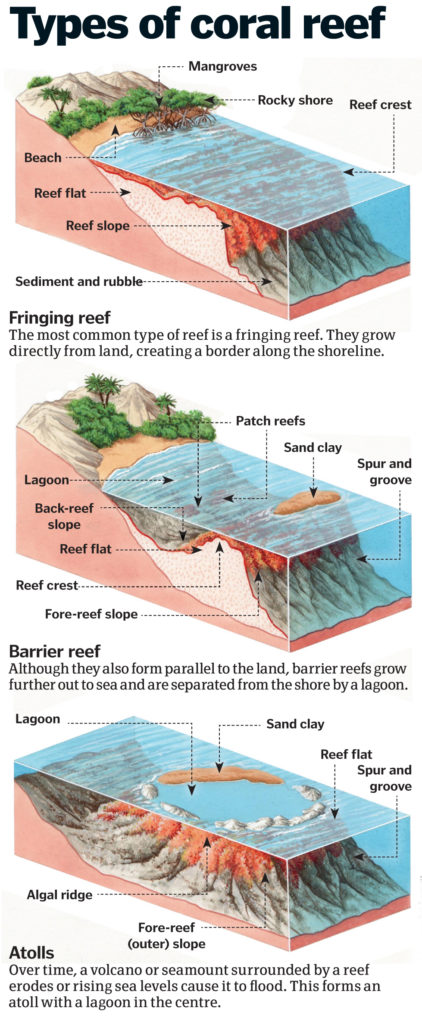 Types of coral reef
Mangroves
Rocky shore
Reef crest
Beach
Reef flat
Reef slope
Sediment and rubble
Fringing reef
The most common type of reef is a fringing reef. They grow
directly from land, creating a border along the shoreline.
Patch reefs
Sand clay
Spur and
groove
Lagoon
Back-reef
slope
Reef flat
Reef crest
Fore-reef slope
Barrier reef
Although they also form parallel to the land, barrier reefs grow
further out to sea and are separated from the shore by a lagoon.
Lagoon
Sand clay
Reef flat
Spur and
groove
Algal ridge
Fore-reef
(outer) slope
Atolls
Over time, a volcano or seamount surrounded by a reef
erodes or rising sea levels cause it to flood. This forms an
atoll with a lagoon in the centre.